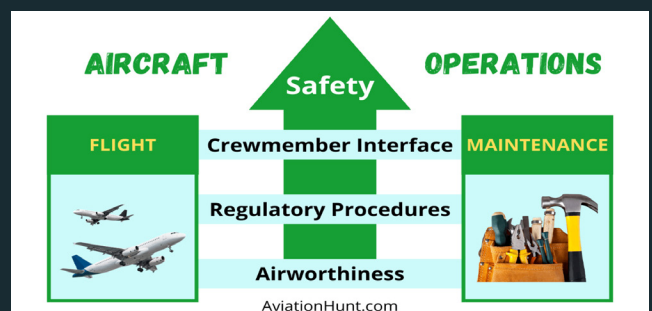 AIRCRAFT
OPERATIONS
Safety
FLIGHT
Crewmember Interface
MAINTENANCE
Regulatory Procedures
Airworthiness
AviationHunt.com